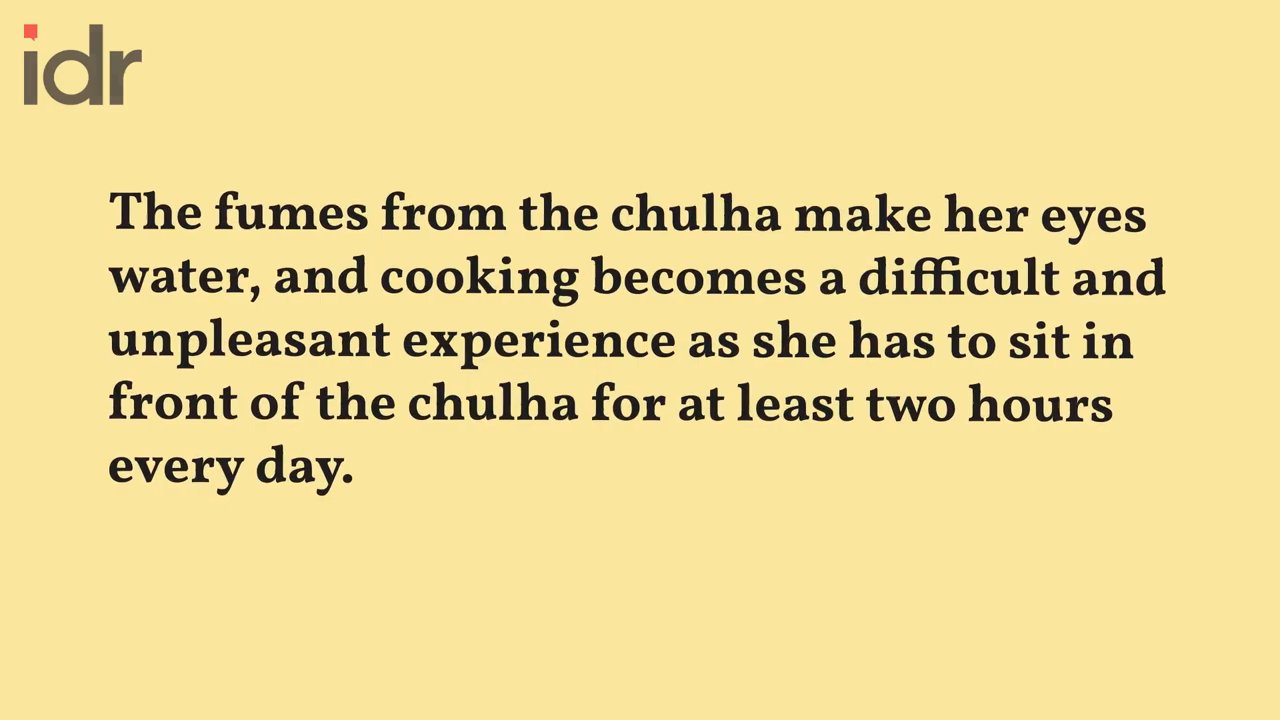 idr
The fumes from the chulha make her eyes
water, and cooking becomes a difficult and
unpleasant experience as she has to sit in
front of the chulha for at least two hours
every day.